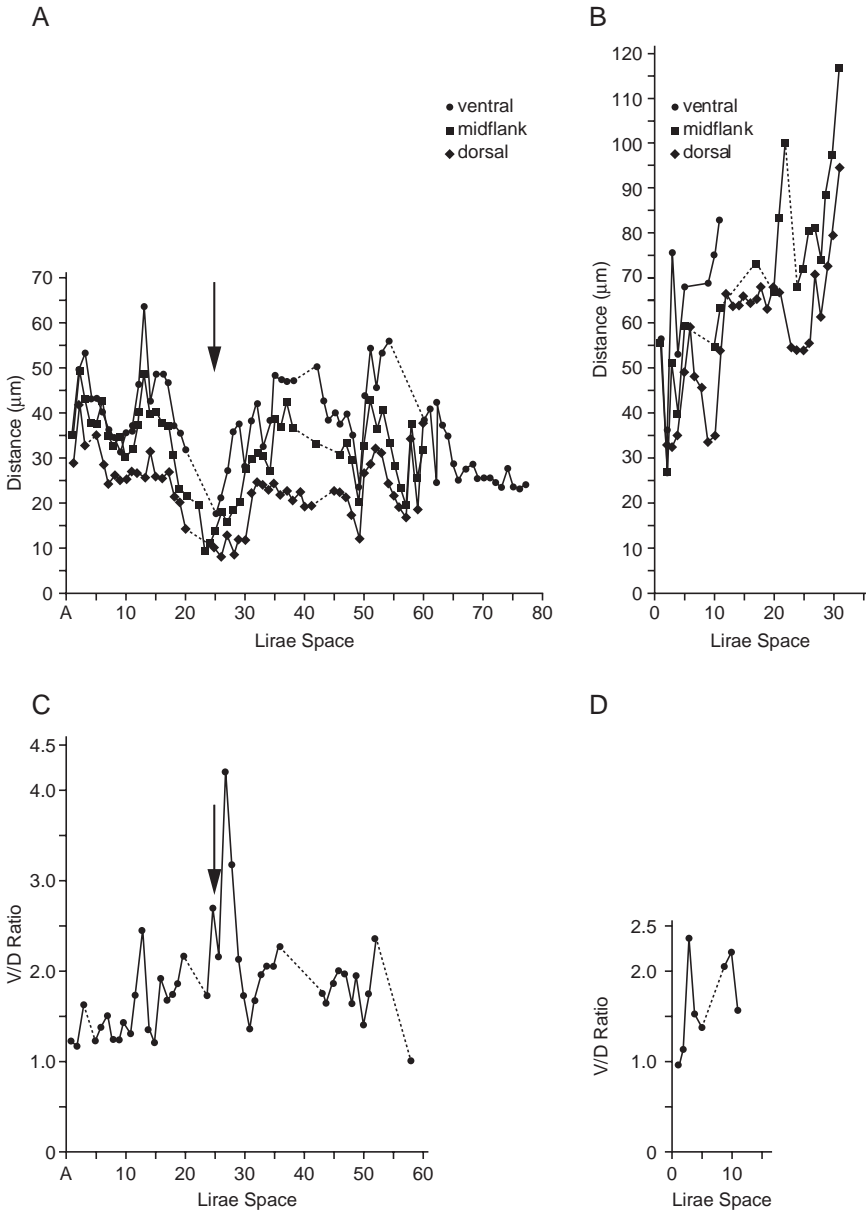 A
ventral
midflank
dorsal
70
60
50
40
30
20
10
0
Distance (μm)
A 10 20 30 40 50 60 70 80
Lirae Space
B
120
110
100
90
80
70
60
50
40
30
20
10
0
ventral
midflank
dorsal
Distance (μm)
0 10 20 30
Lirae Space
C
4.5
4.0
3.0
2.0
1.0
0
V/D Ratio
A 10 20 30 40 50 60
Lirae Space
D
2.5
2.0
1.0
0
V/D Ratio
0 10
Lirae Space